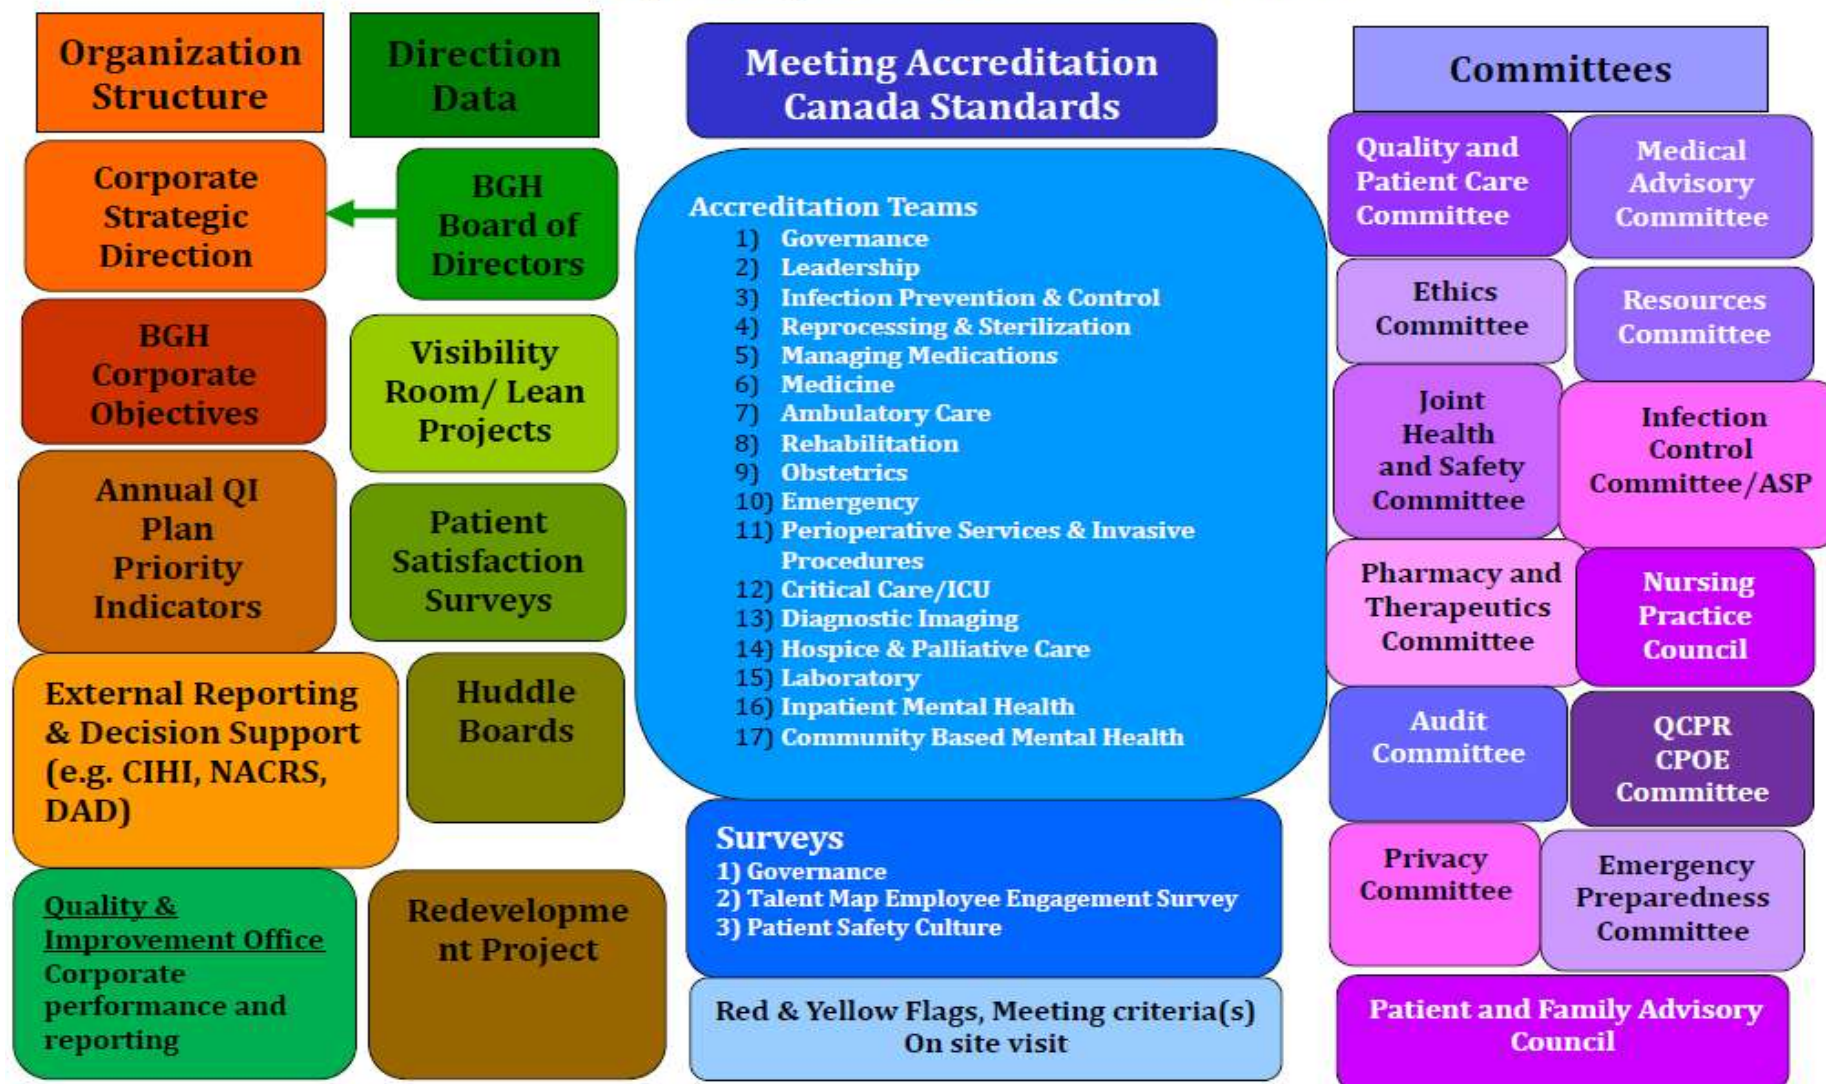 Organization
Structure
Corporate
Strategic
Direction
BGH
Corporate
Objectives
Annual QI
Plan
Priority
Indicators
External Reporting
& Decision Support
(e.g. CIHI, NACRS,
DAD)
Quality &
Improvement Office
Corporate
performance and
reporting
Direction
Data
BGH
Board of
Directors
Visibility
Room/ Lean
Projects
Patient
Satisfaction
Surveys
Huddle
Boards
Redevelopme
nt Project
Meeting Accreditation
Canada Standards
Accreditation Teams
1) Governance
2) Leadership
3) Infection Prevention & Control
4) Reprocessing & Sterilization
5) Managing Medications
6) Medicine
7) Ambulatory Care
8) Rehabilitation
9) Obstetrics
10) Emergency
11) Perioperative Services & Invasive
Procedures
12) Critical Care/ICU
13) Diagnostic Imaging
14) Hospice & Palliative Care
15) Laboratory
16) Inpatient Mental Health
17) Community Based Mental Health
Surveys
1) Governance
2) Talent Map Employee Engagement Survey
3) Patient Safety Culture
Red & Yellow Flags, Meeting criteria(s)
On site visit
Committees
Quality and
Patient Care
Committee
Medical
Advisory
Committee
Ethics
Committee
Resources
Committee
Joint
Health
and Safety
Committee
Infection
Control
Committee/ASP
Pharmacy and
Therapeutics
Committee
Nursing
Practice
Council
Audit
Committee
QCPR
CPOE
Committee
Privacy
Committee
Emergency
Preparedness
Committee
Patient and Family Advisory
Council